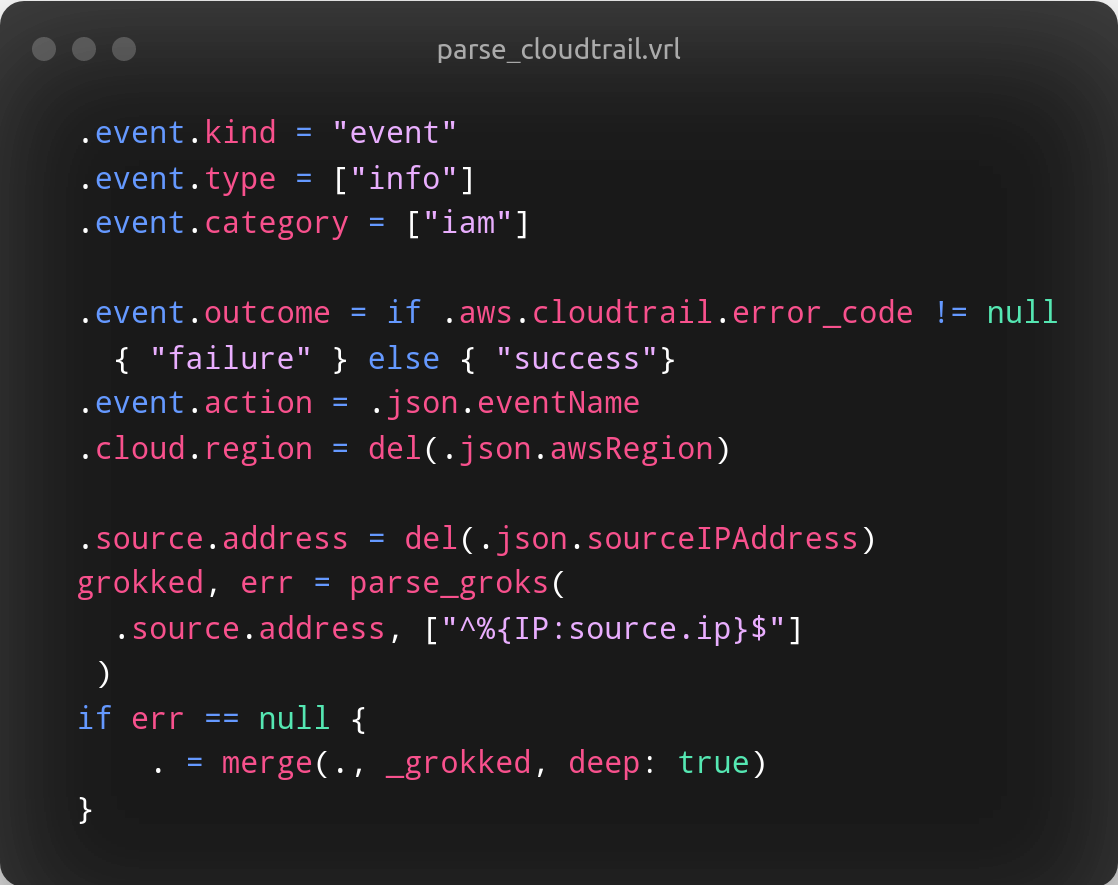 parse_cloudtrail.vrl
.event.kind = "event"
.event.type = ["info"]
.event.category = ["iam"]
.event.outcome = if .aws.cloudtrail.error_code != null
{ "failure" } else { "success"}
.event.action = .json.eventName
.cloud.region = del(.json.awsRegion)
.source.address = del(.json.sourceIPAddress)
grokked, err = parse_groks(
.source.address, ["^%{IP:source.ip}$"]
)
if err == null {
. = merge(., _grokked, deep: true)
}